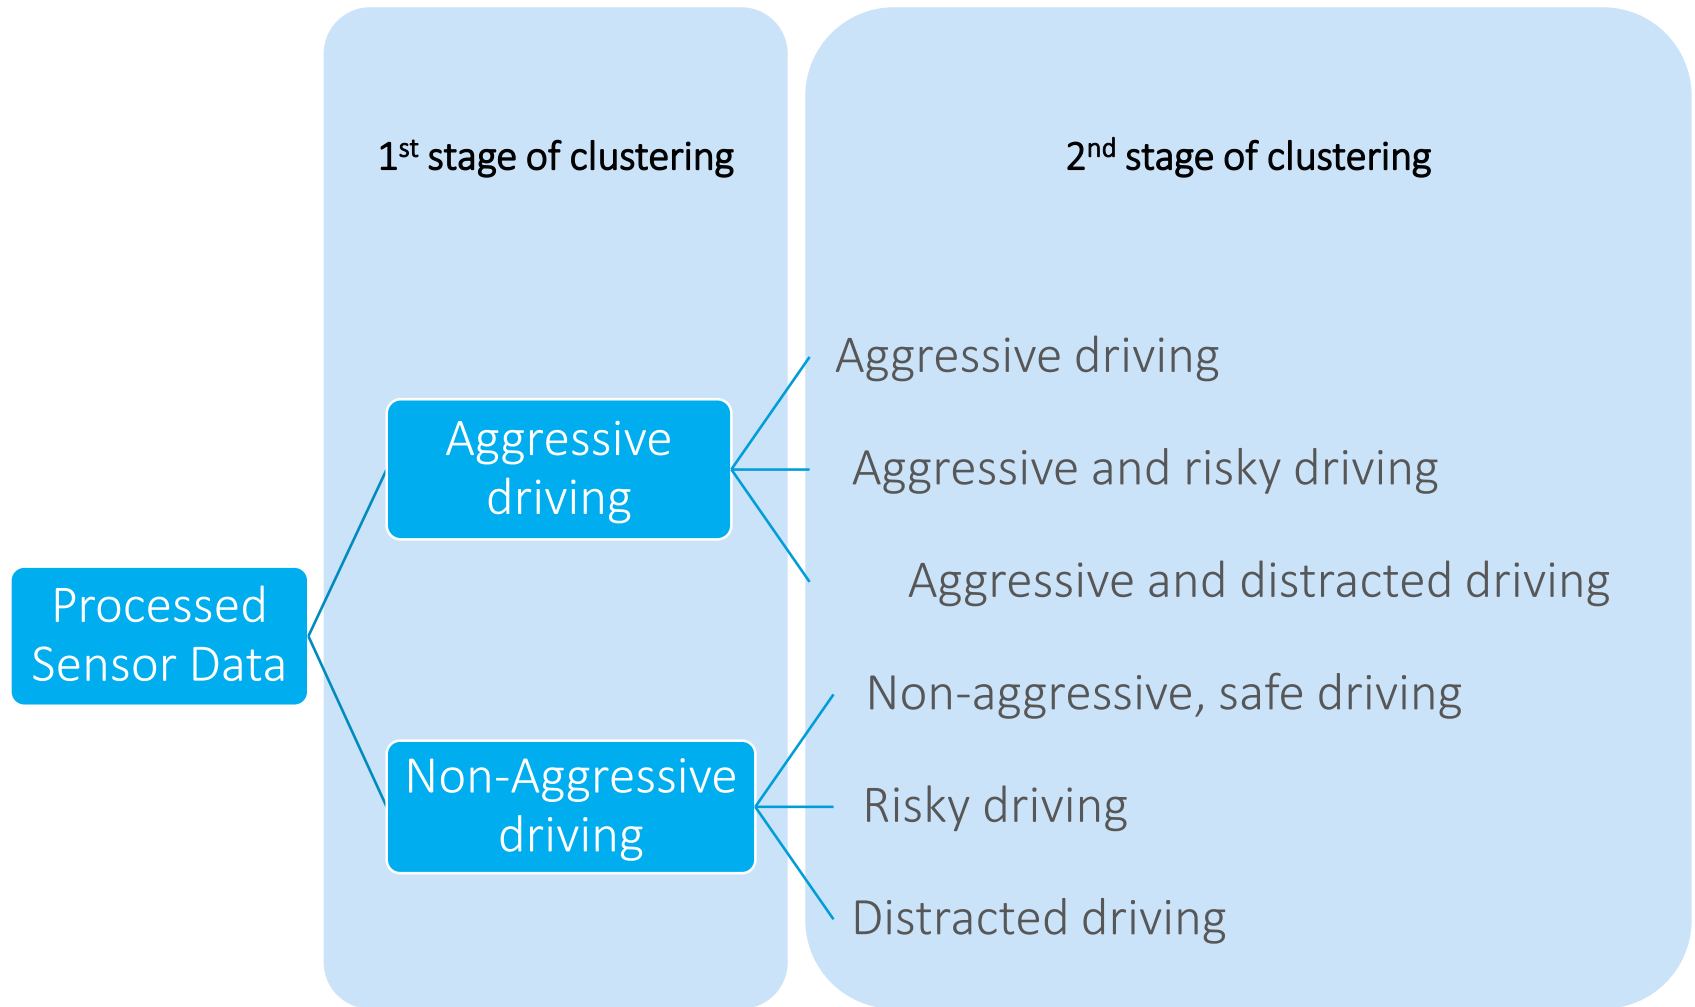 1st stage of clustering
2nd stage of clustering
Processed
Sensor Data
Aggressive
driving
Non-Aggressive
driving
Aggressive driving
Aggressive and risky driving
Aggressive and distracted driving
Non-aggressive, safe driving
Risky driving
Distracted driving